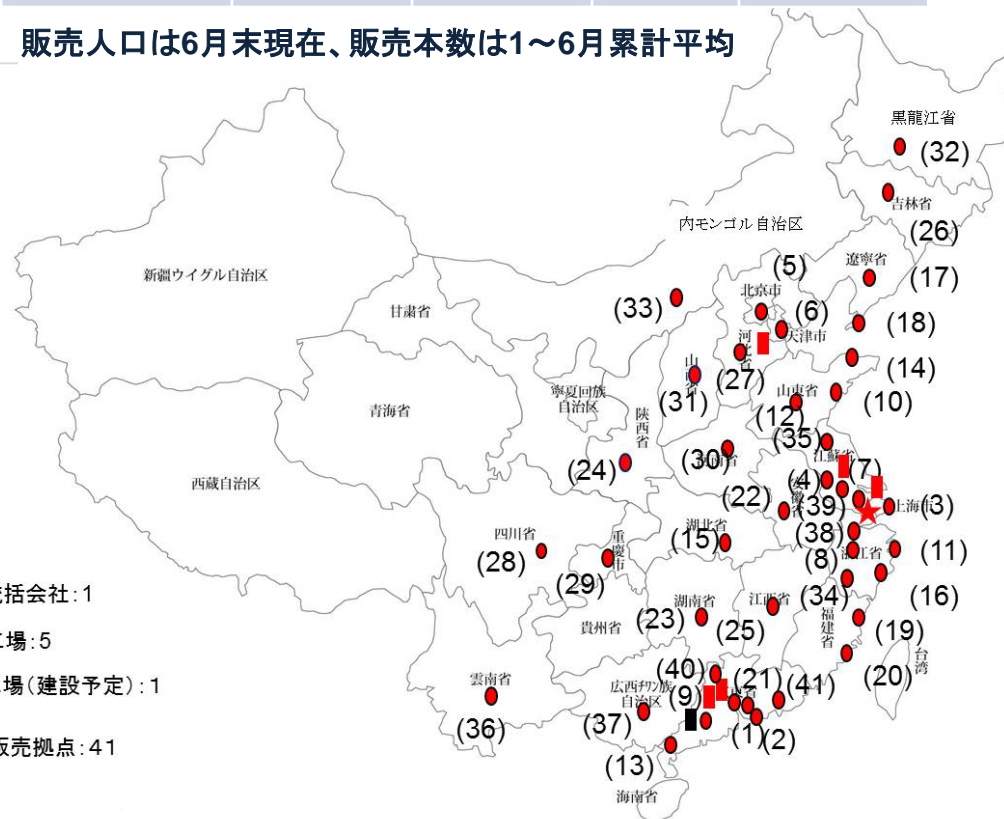 販売人口は6月末現在、販売本数は1～6月累計平均
黒龍江省
(32)
吉林省
(26)
内モンゴル自治区
遼寧省
(5)
(17)
新疆ウイグル自治区
北京市
(33)
甘粛省
(6)
(18)
天津市
河北省
(14)
山西省
(27)
(31)
山東省
(10)
寧夏回族
自治区
青海省
(12)
陝西省
(35)
(30)
江蘇省
(24)
(4)
(7)
西蔵自治区
(22)
安徽省
(39)
上海市
(3)
湖北省
(15)
(38)
四川省
重慶市
(28)
(8)
浙江省
(11)
(29)
括会社：1
(34)
(16)
湖南省
江西省
(23)
(25)
福建省
(19)
貴州省
場：5
台湾
(40)
(20)
雲南省
広西チワン族
自治区
(9)
(21)
(41)
場（建設予定）：1
(36)
(37)
(1)
(2)
売拠点：41
(13)
海南省